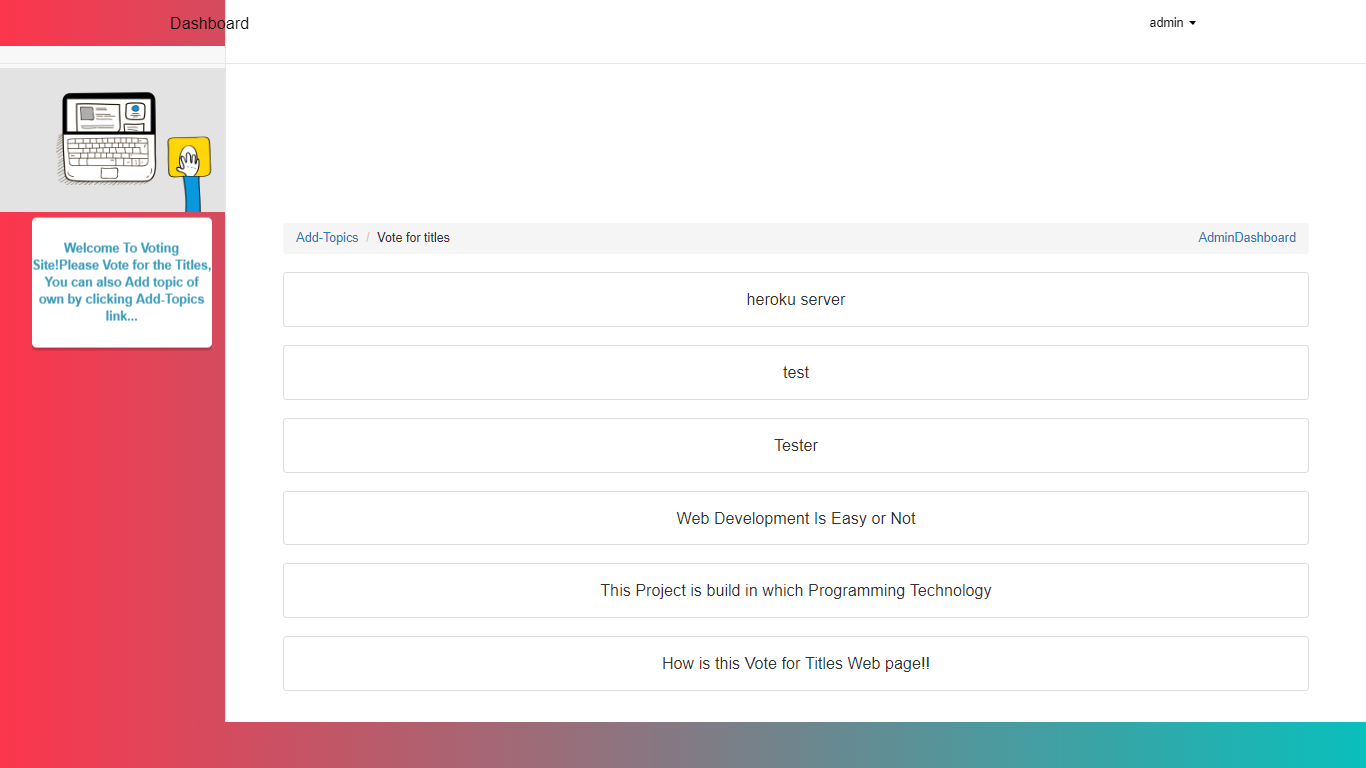 Dashboard
admin
Welcome To Voting
Site!Please Vote for the Titles,
You can also Add topic of
own by clicking Add-Topics
link...
Add-Topics / Vote for titles
AdminDashboard
heroku server
test
Tester
Web Development Is Easy or Not
This Project is build in which Programming Technology
How is this Vote for Titles Web page!!